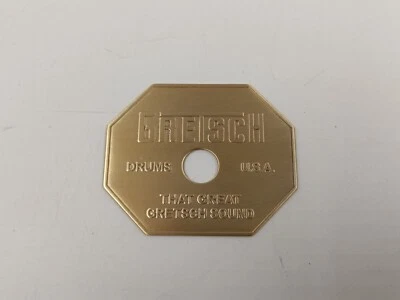 GRETSCH
DRUMS U.S.A.
THAT GREAT
GRETSCH SOUND